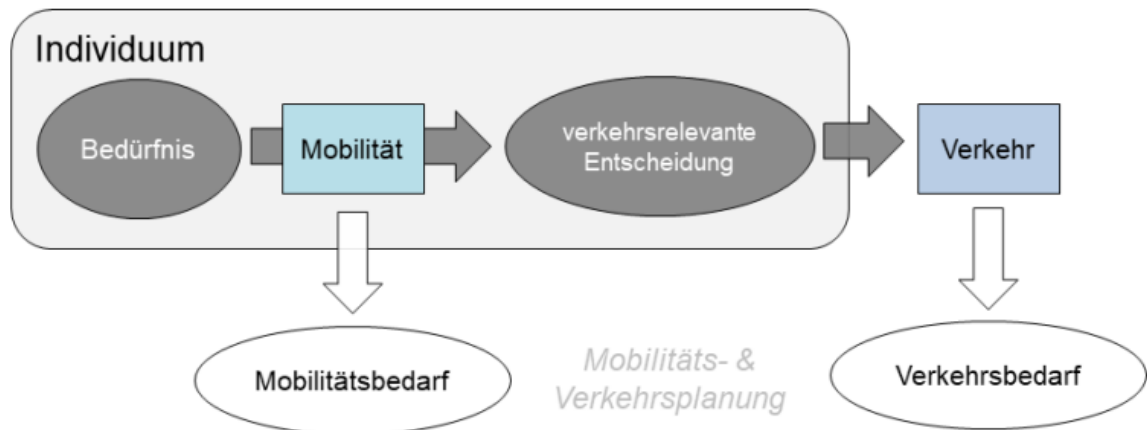 Individuum
Bedürfnis
Mobilität
verkehrsrelevante
Entscheidung
Verkehr
Mobilitätsbedarf
Mobilitäts- &
Verkehrsplanung
Verkehrsbedarf